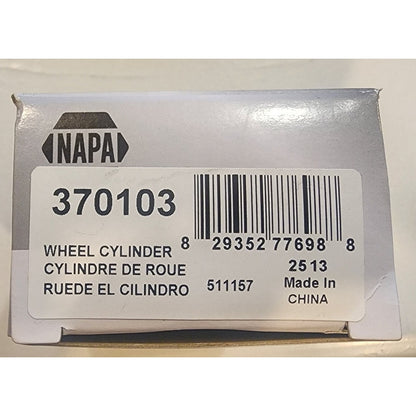 NAPA
370103
8 29352 77698 8
WHEEL CYLINDER
CYLINDRE DE ROUE
RUEDE EL CILINDRO
511157
2513
Made In
CHINA